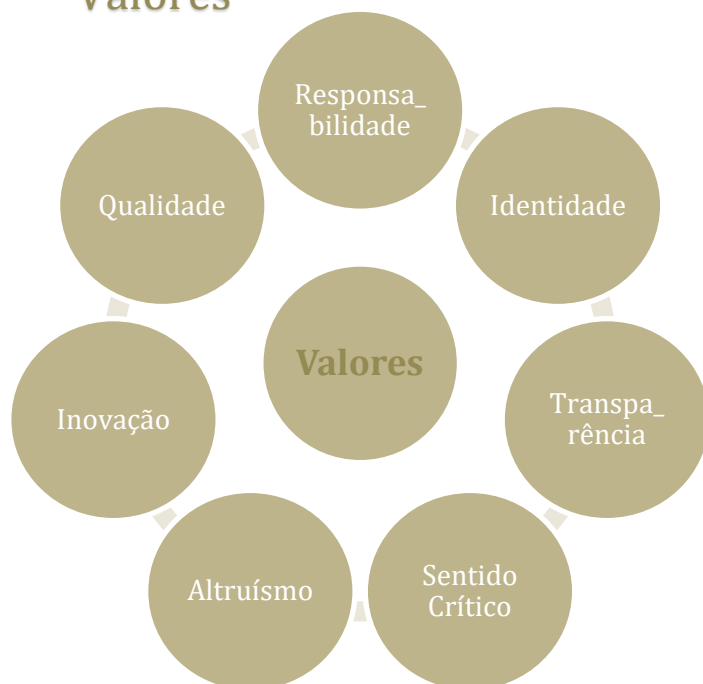 Valores
Responsa_
bilidade
Identidade
Transpa_
rência
Sentido
Crítico
Altruísmo
Inovação
Qualidade
Valores